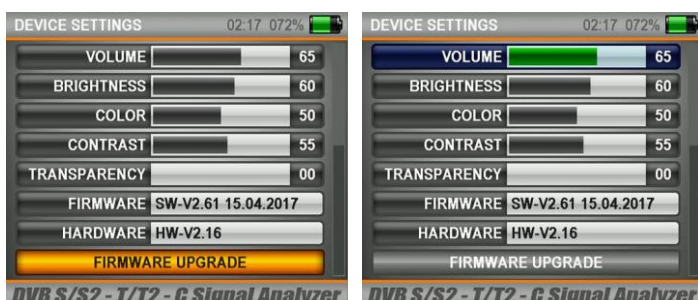 DEVICE SETTINGS 02:17 072%
VOLUME 65
BRIGHTNESS 60
COLOR 50
CONTRAST 55
TRANSPARENCY 00
FIRMWARE SW-V2.61 15.04.2017
HARDWARE HW-V2.16
FIRMWARE UPGRADE
DVB S/S2 - T/T2 - C Signal Analyzer
DEVICE SETTINGS 02:17 072%
VOLUME 65
BRIGHTNESS 60
COLOR 50
CONTRAST 55
TRANSPARENCY 00
FIRMWARE SW-V2.61 15.04.2017
HARDWARE HW-V2.16
FIRMWARE UPGRADE
DVB S/S2 - T/T2 - C Signal Analyzer